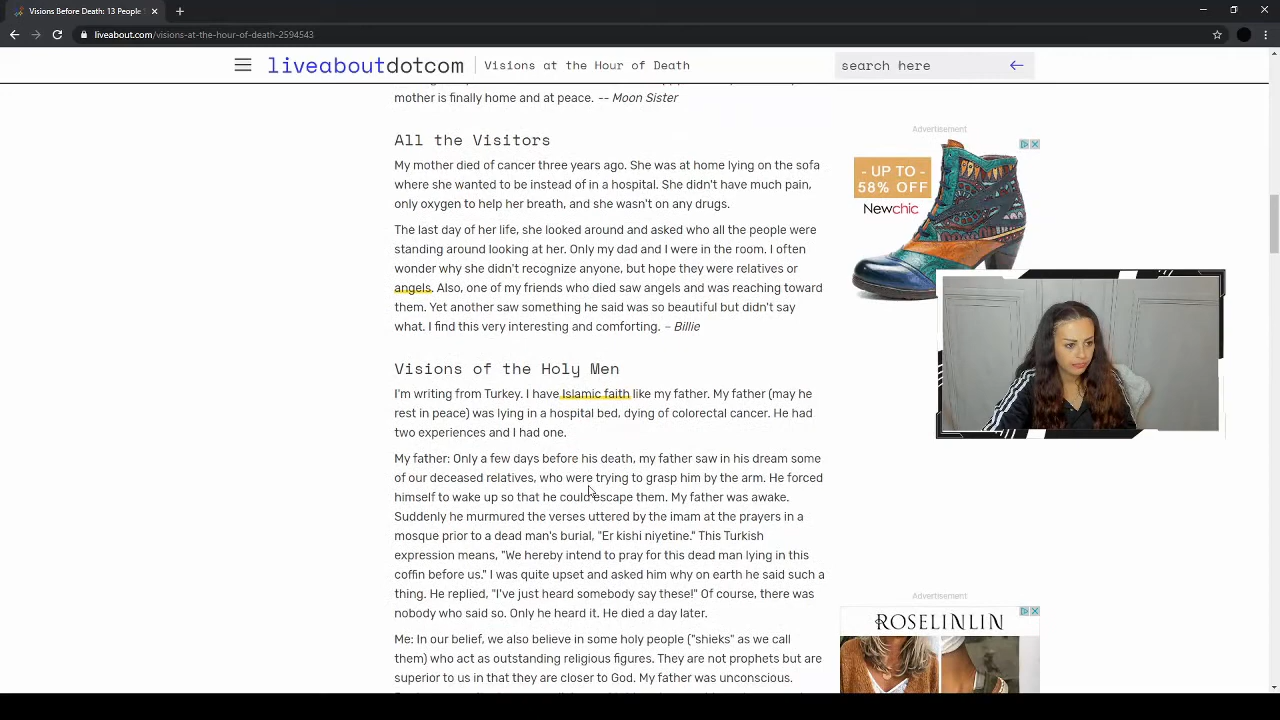 Visions Before Death: 13 People
liveabout.com/visions-at-the-hour-of-death-2594543
liveaboutdotcom
Visions at the Hour of Death
search here
mother is finally home and at peace. -- Moon Sister
All the Visitors
My mother died of cancer three years ago. She was at home lying on the sofa
where she wanted to be instead of in a hospital. She didn't have much pain,
only oxygen to help her breath, and she wasn't on any drugs.
The last day of her life, she looked around and asked who all the people were
standing around looking at her. Only my dad and I were in the room. I often
wonder why she didn't recognize anyone, but hope they were relatives or
angels. Also, one of my friends who died saw angels and was reaching toward
them. Yet another saw something he said was so beautiful but didn't say
what. I find this very interesting and comforting. – Billie
Visions of the Holy Men
I'm writing from Turkey. I have Islamic faith like my father. My father (may he
rest in peace) was lying in a hospital bed, dying of colorectal cancer. He had
two experiences and I had one.
My father: Only a few days before his death, my father saw in his dream some
of our deceased relatives, who were trying to grasp him by the arm. He forced
himself to wake up so that he could escape them. My father was awake.
Suddenly he murmured the verses uttered by the imam at the prayers in a
mosque prior to a dead man's burial, "Er kishi niyetine." This Turkish
expression means, "We hereby intend to pray for this dead man lying in this
coffin before us." I was quite upset and asked him why on earth he said such a
thing. He replied, "I've just heard somebody say these!" Of course, there was
nobody who said so. Only he heard it. He died a day later.
Me: In our belief, we also believe in some holy people ("shieks" as we call
them) who act as outstanding religious figures. They are not prophets but are
superior to us in that they are closer to God. My father was unconscious.
Advertisement
- UP TO -
58% OFF
Newchic
Advertisement
ROSELINLIN